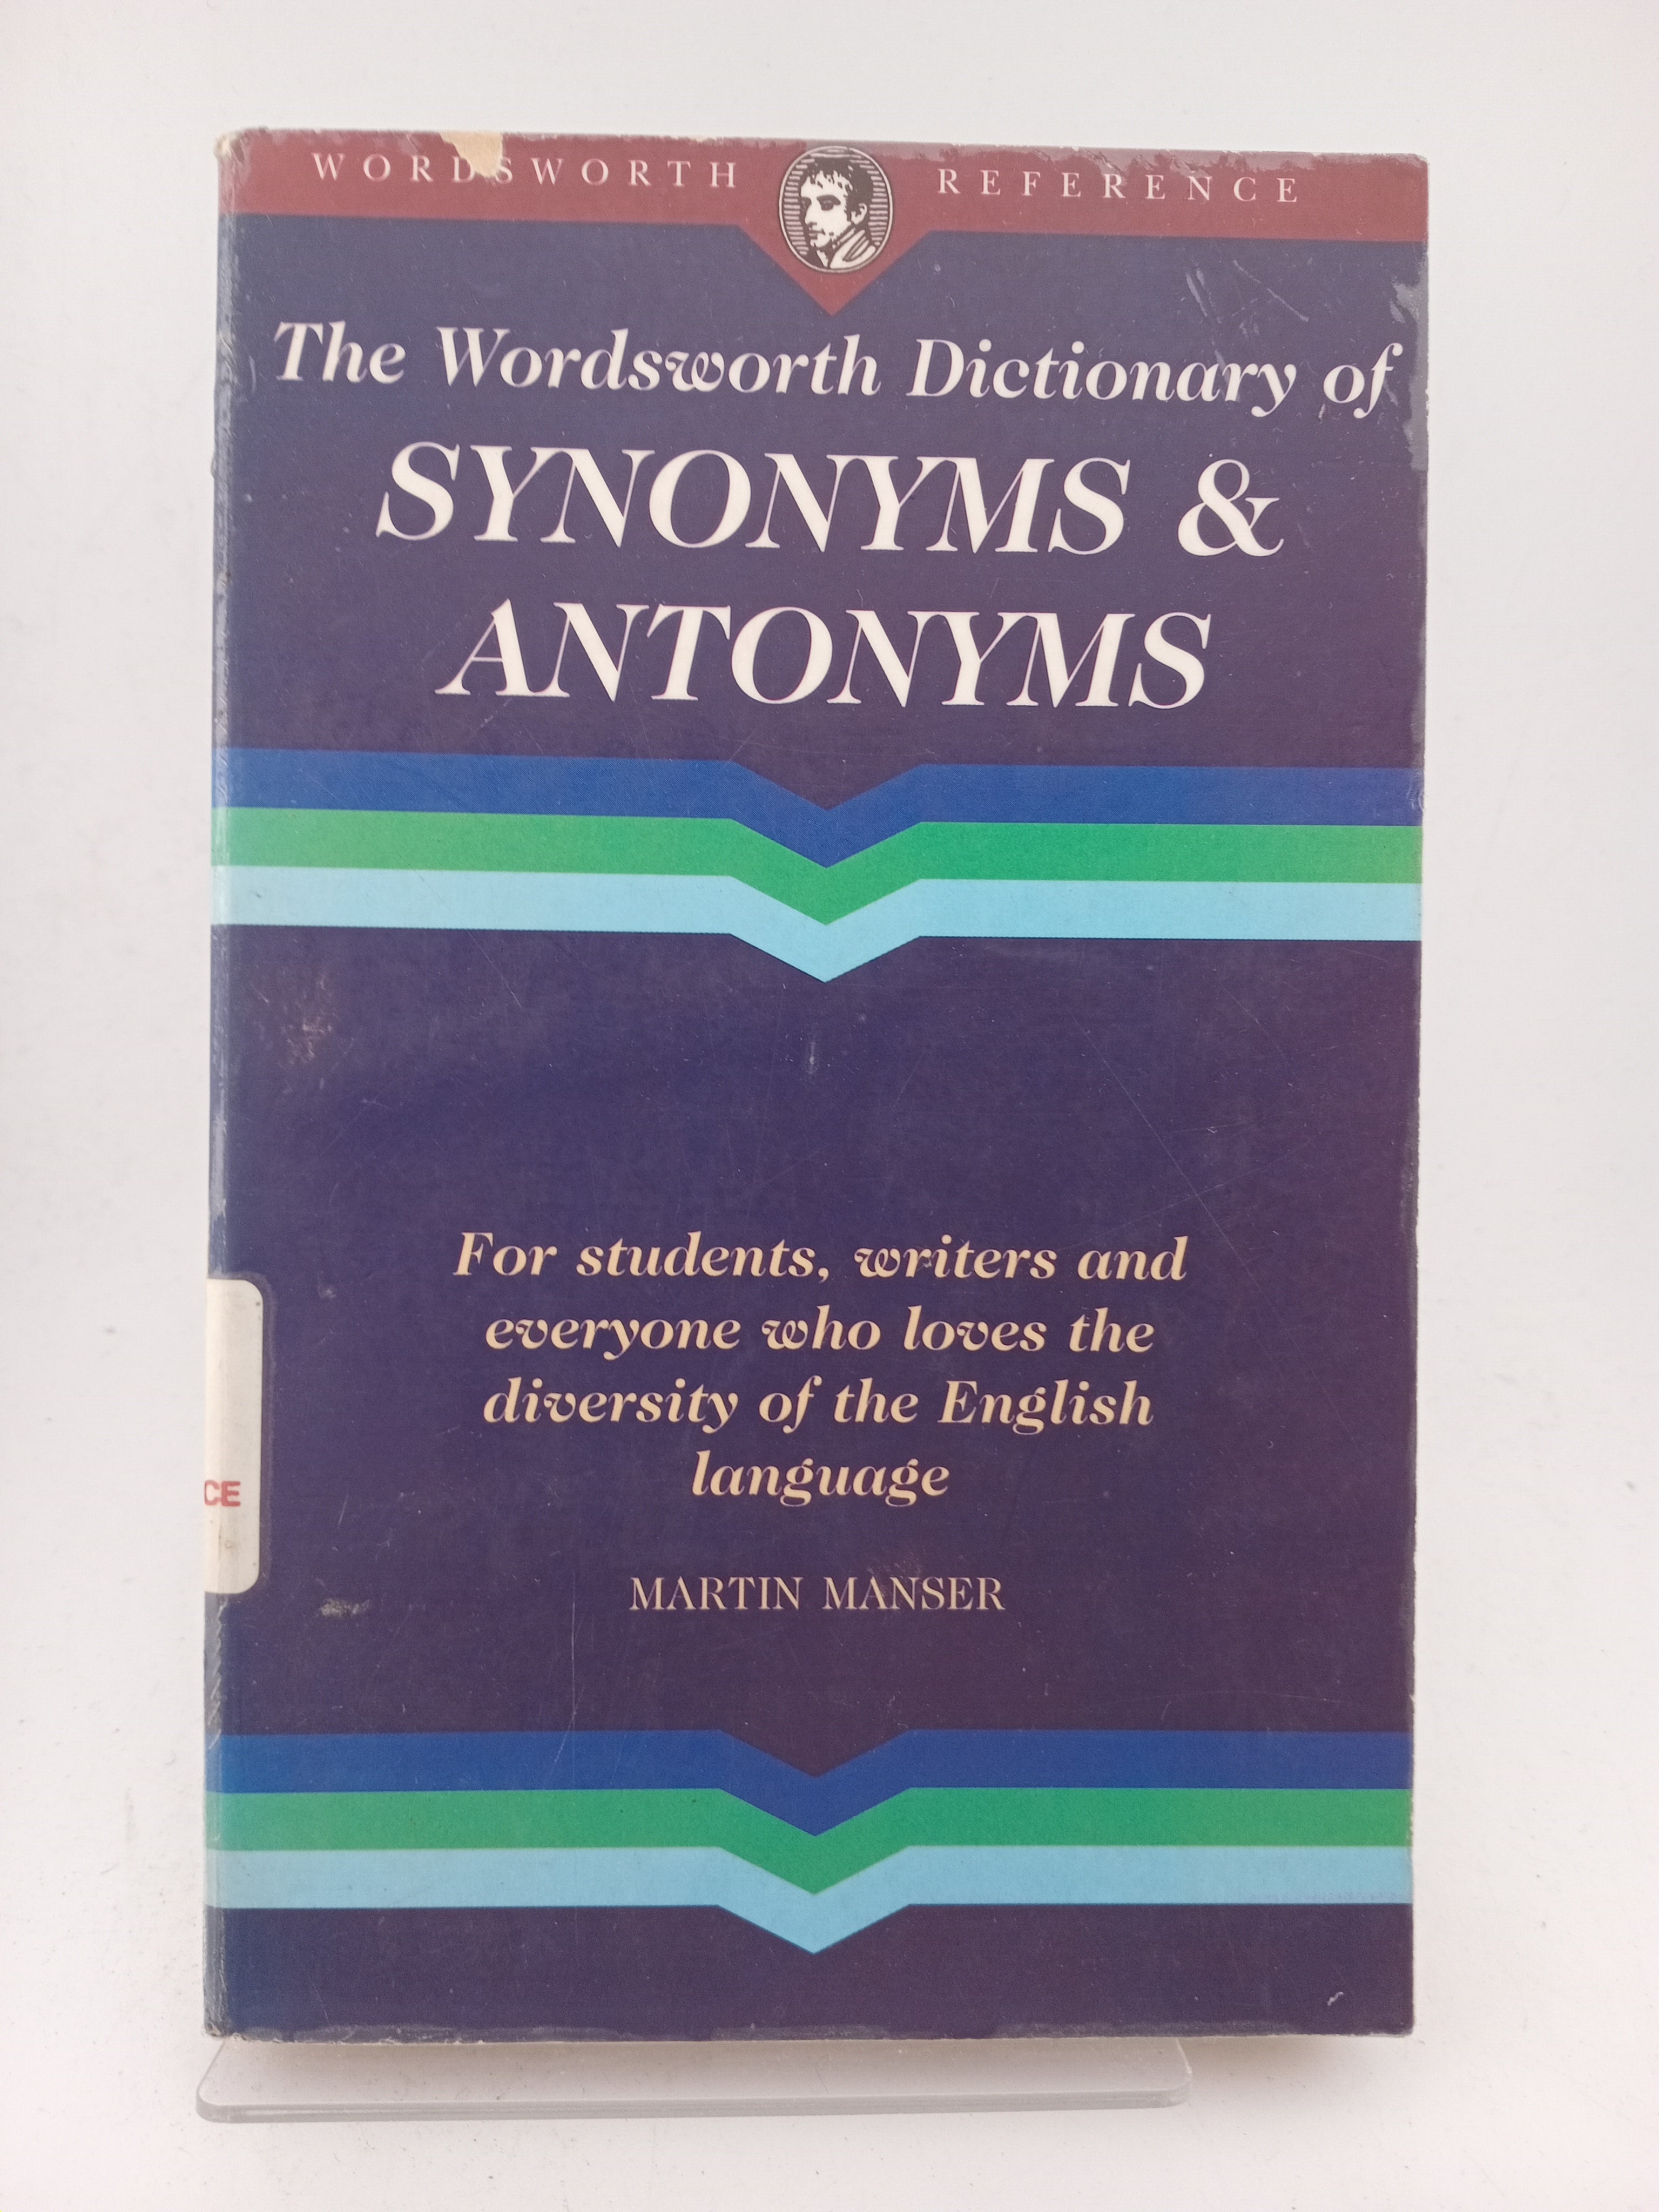 WORDSWORTH REFERENCE
The Wordsworth Dictionary of
SYNONYMS &
ANTONYMS
For students, writers and
everyone who loves the
diversity of the English
language
CE
MARTIN MANSER